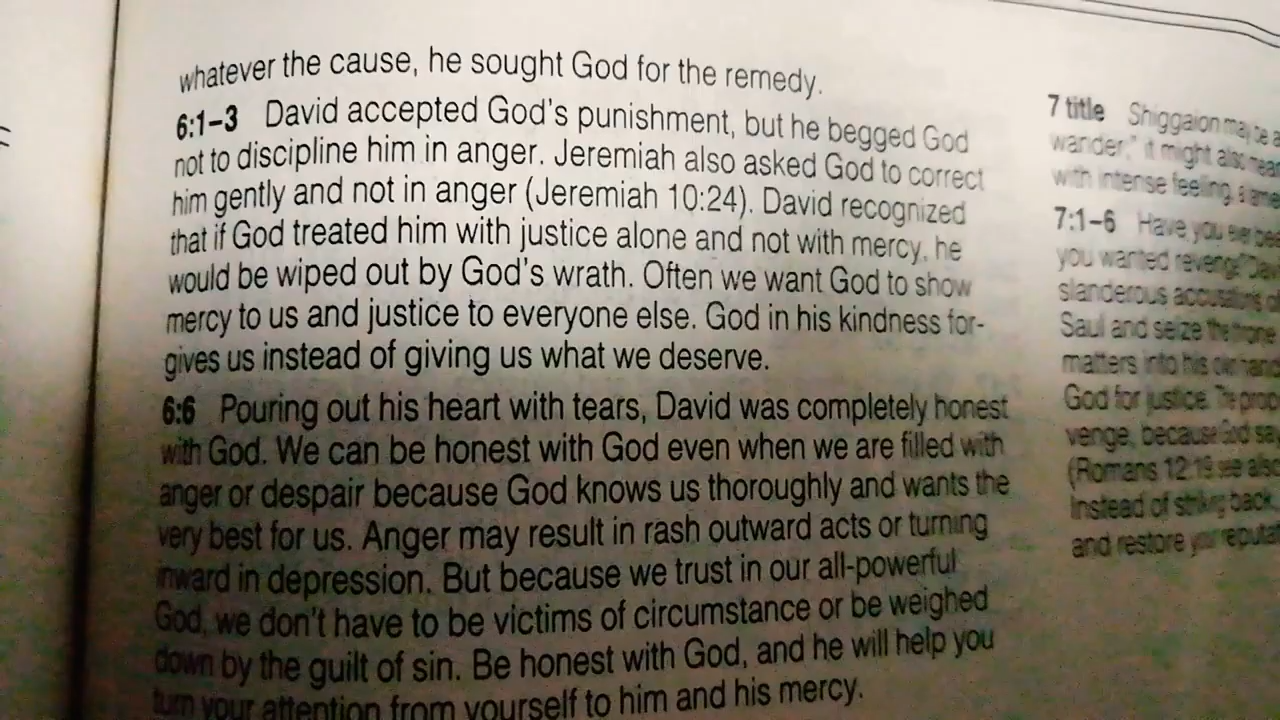 whatever the cause, he sought God for the remedy.
6:1–3 David accepted God's punishment, but he begged God
not to discipline him in anger. Jeremiah also asked God to correct
him gently and not in anger (Jeremiah 10:24). David recognized
that if God treated him with justice alone and not with mercy, he
would be wiped out by God's wrath. Often we want God to show
mercy to us and justice to everyone else. God in his kindness for-
gives us instead of giving us what we deserve.
6:6 Pouring out his heart with tears, David was completely honest
with God. We can be honest with God even when we are filled with
anger or despair because God knows us thoroughly and wants the
very best for us. Anger may result in rash outward acts or turning
inward in depression. But because we trust in our all-powerful
God, we don't have to be victims of circumstance or be weighed
down by the guilt of sin. Be honest with God, and he will help you
turn your attention from yourself to him and his mercy.
7 title Shiggaion may be a
wander," it might also
with intense feeling, a
7:1–6 Have you ever
you wanted revenge?
slanderous accusations
Saul and seize the throne
matters into his own
God for justice. The
venge, because God
(Romans 12:19 see also
Instead of striking back,
and restore your